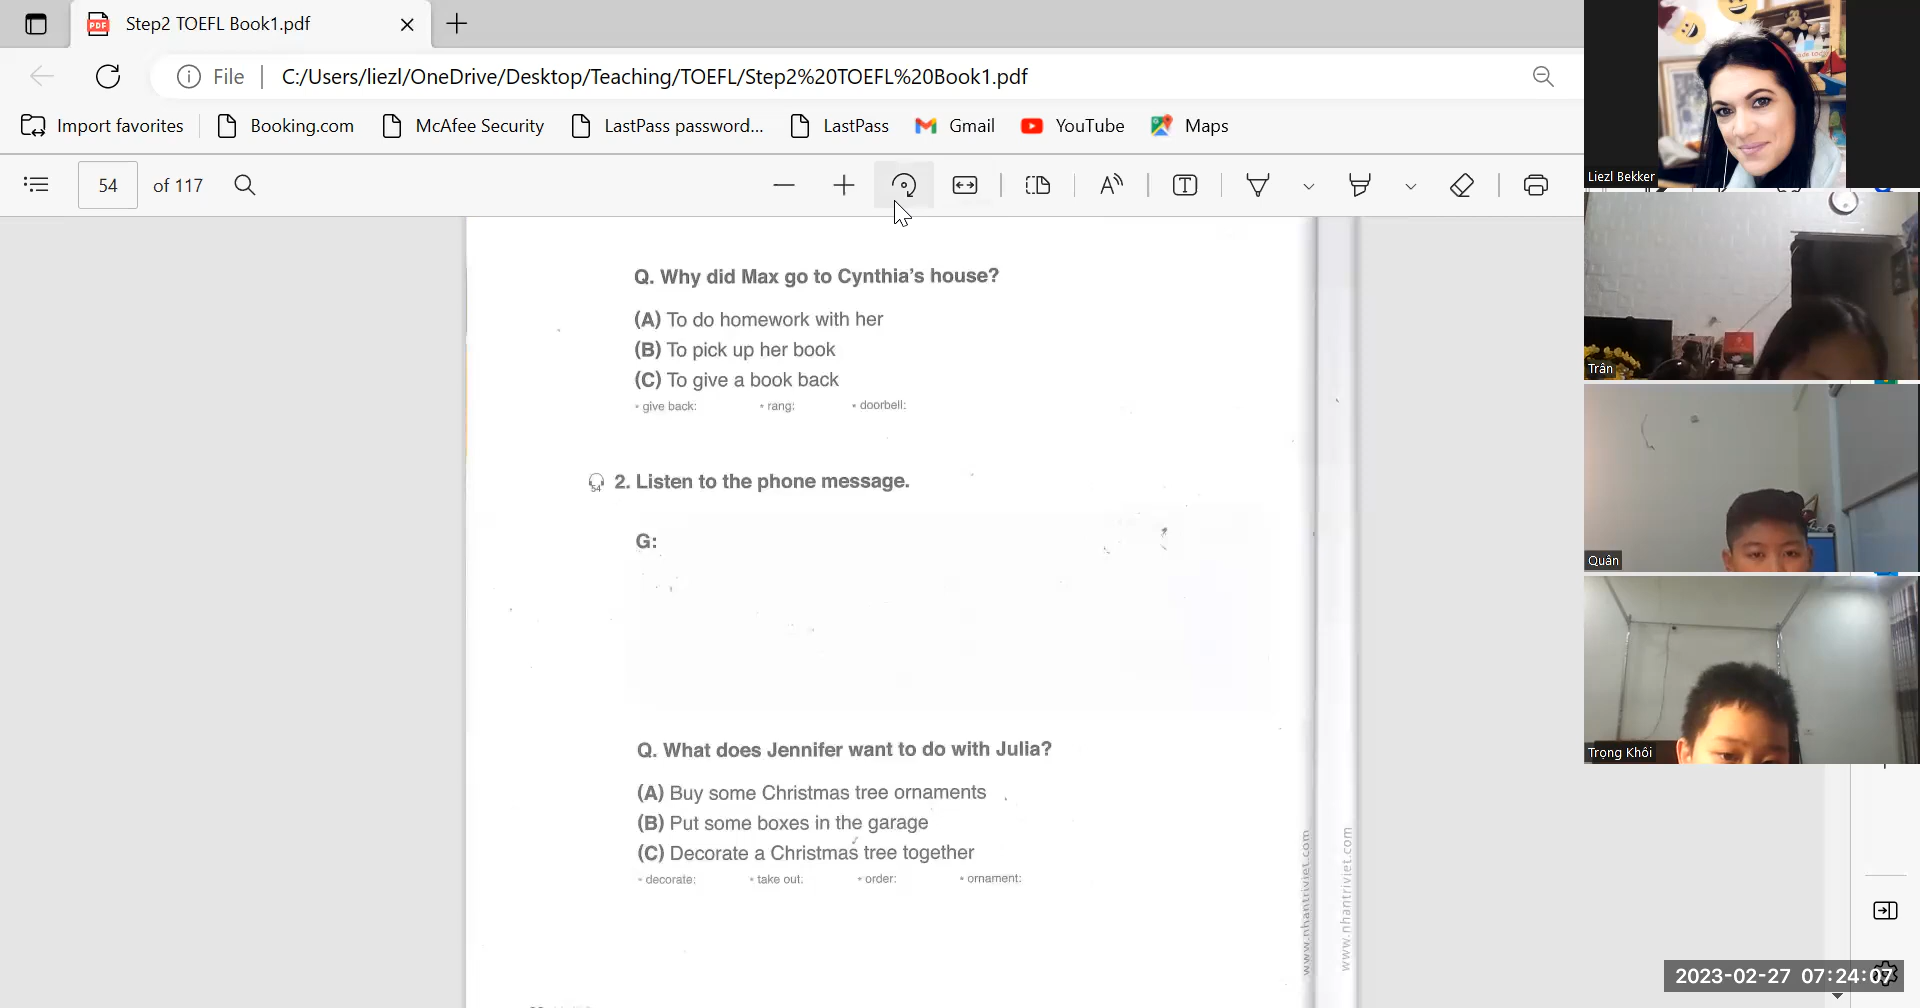 Step2 TOEFL Book1.pdf
File
C:/Users/liezl/OneDrive/Desktop/Teaching/TOEFL/Step2%20TOEFL%20Book1.pdf
Import favorites
Booking.com
McAfee Security
LastPass password...
LastPass
Gmail
YouTube
Maps
54 of 117
Q. Why did Max go to Cynthia's house?
(A) To do homework with her
(B) To pick up her book
(C) To give a book back
* give back: * rang: * doorbell:
54 2. Listen to the phone message.
G:
Q. What does Jennifer want to do with Julia?
(A) Buy some Christmas tree ornaments
(B) Put some boxes in the garage
(C) Decorate a Christmas tree together
* decorate: * take out: * order: * ornament:
www.nhantriviet.com
www.nhantriviet.com
Liezl Bekker
Trân
Quân
Trọng Khôi
2023-02-27 07:24:07